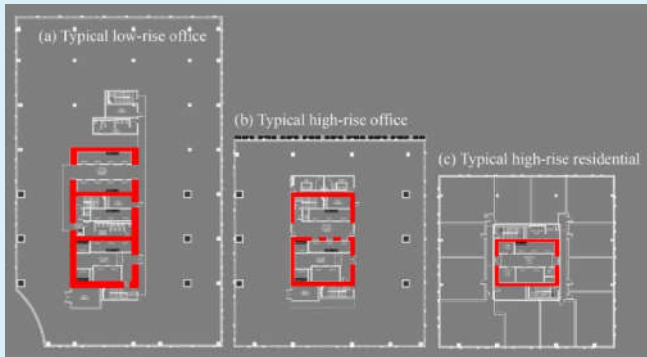 (a) Typical low-rise office
(b) Typical high-rise office
(c) Typical high-rise residential